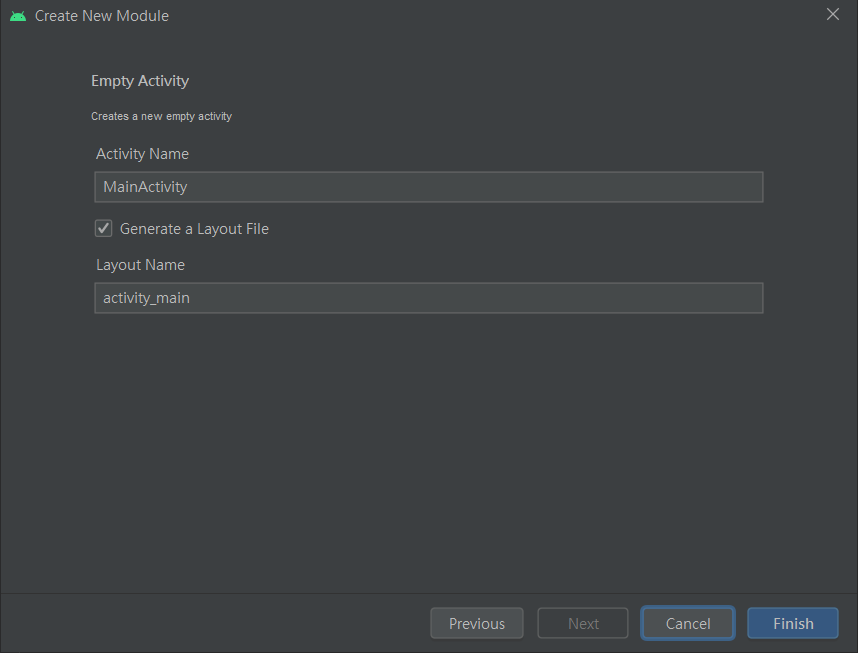 Create New Module
Empty Activity
Creates a new empty activity
Activity Name
MainActivity
Generate a Layout File
Layout Name
activity_main
Previous
Next
Cancel
Finish